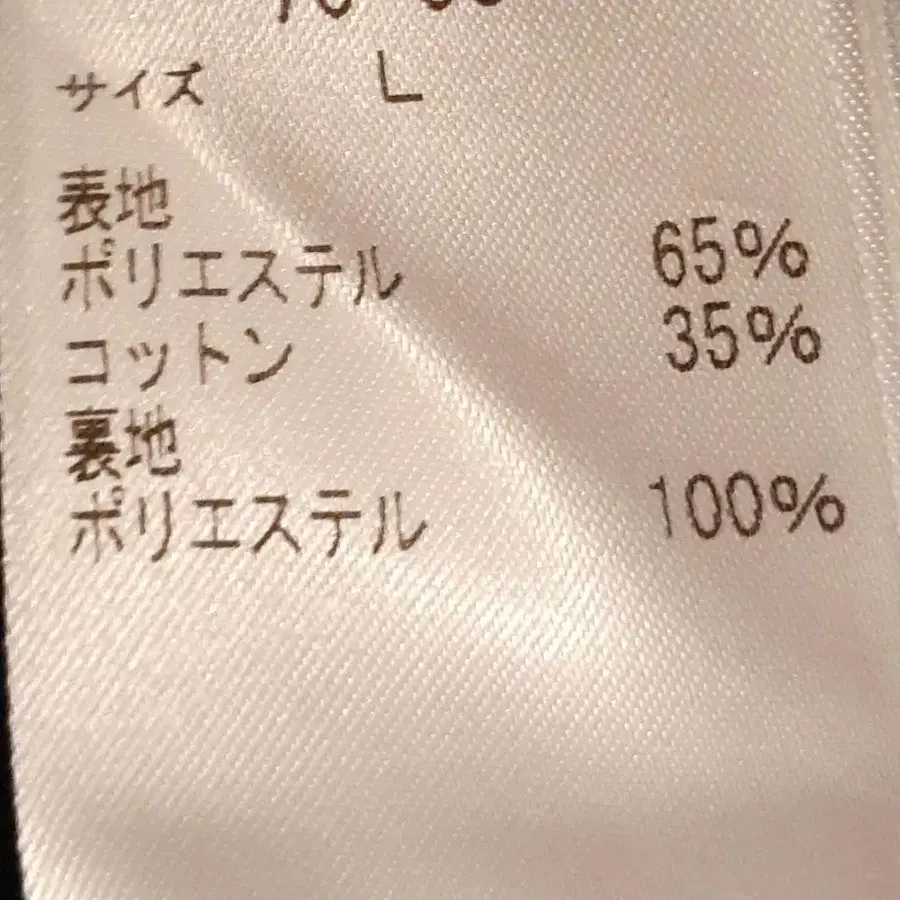 サイズ L
表地
ポリエステル 65%
コットン 35%
裏地
ポリエステル 100%